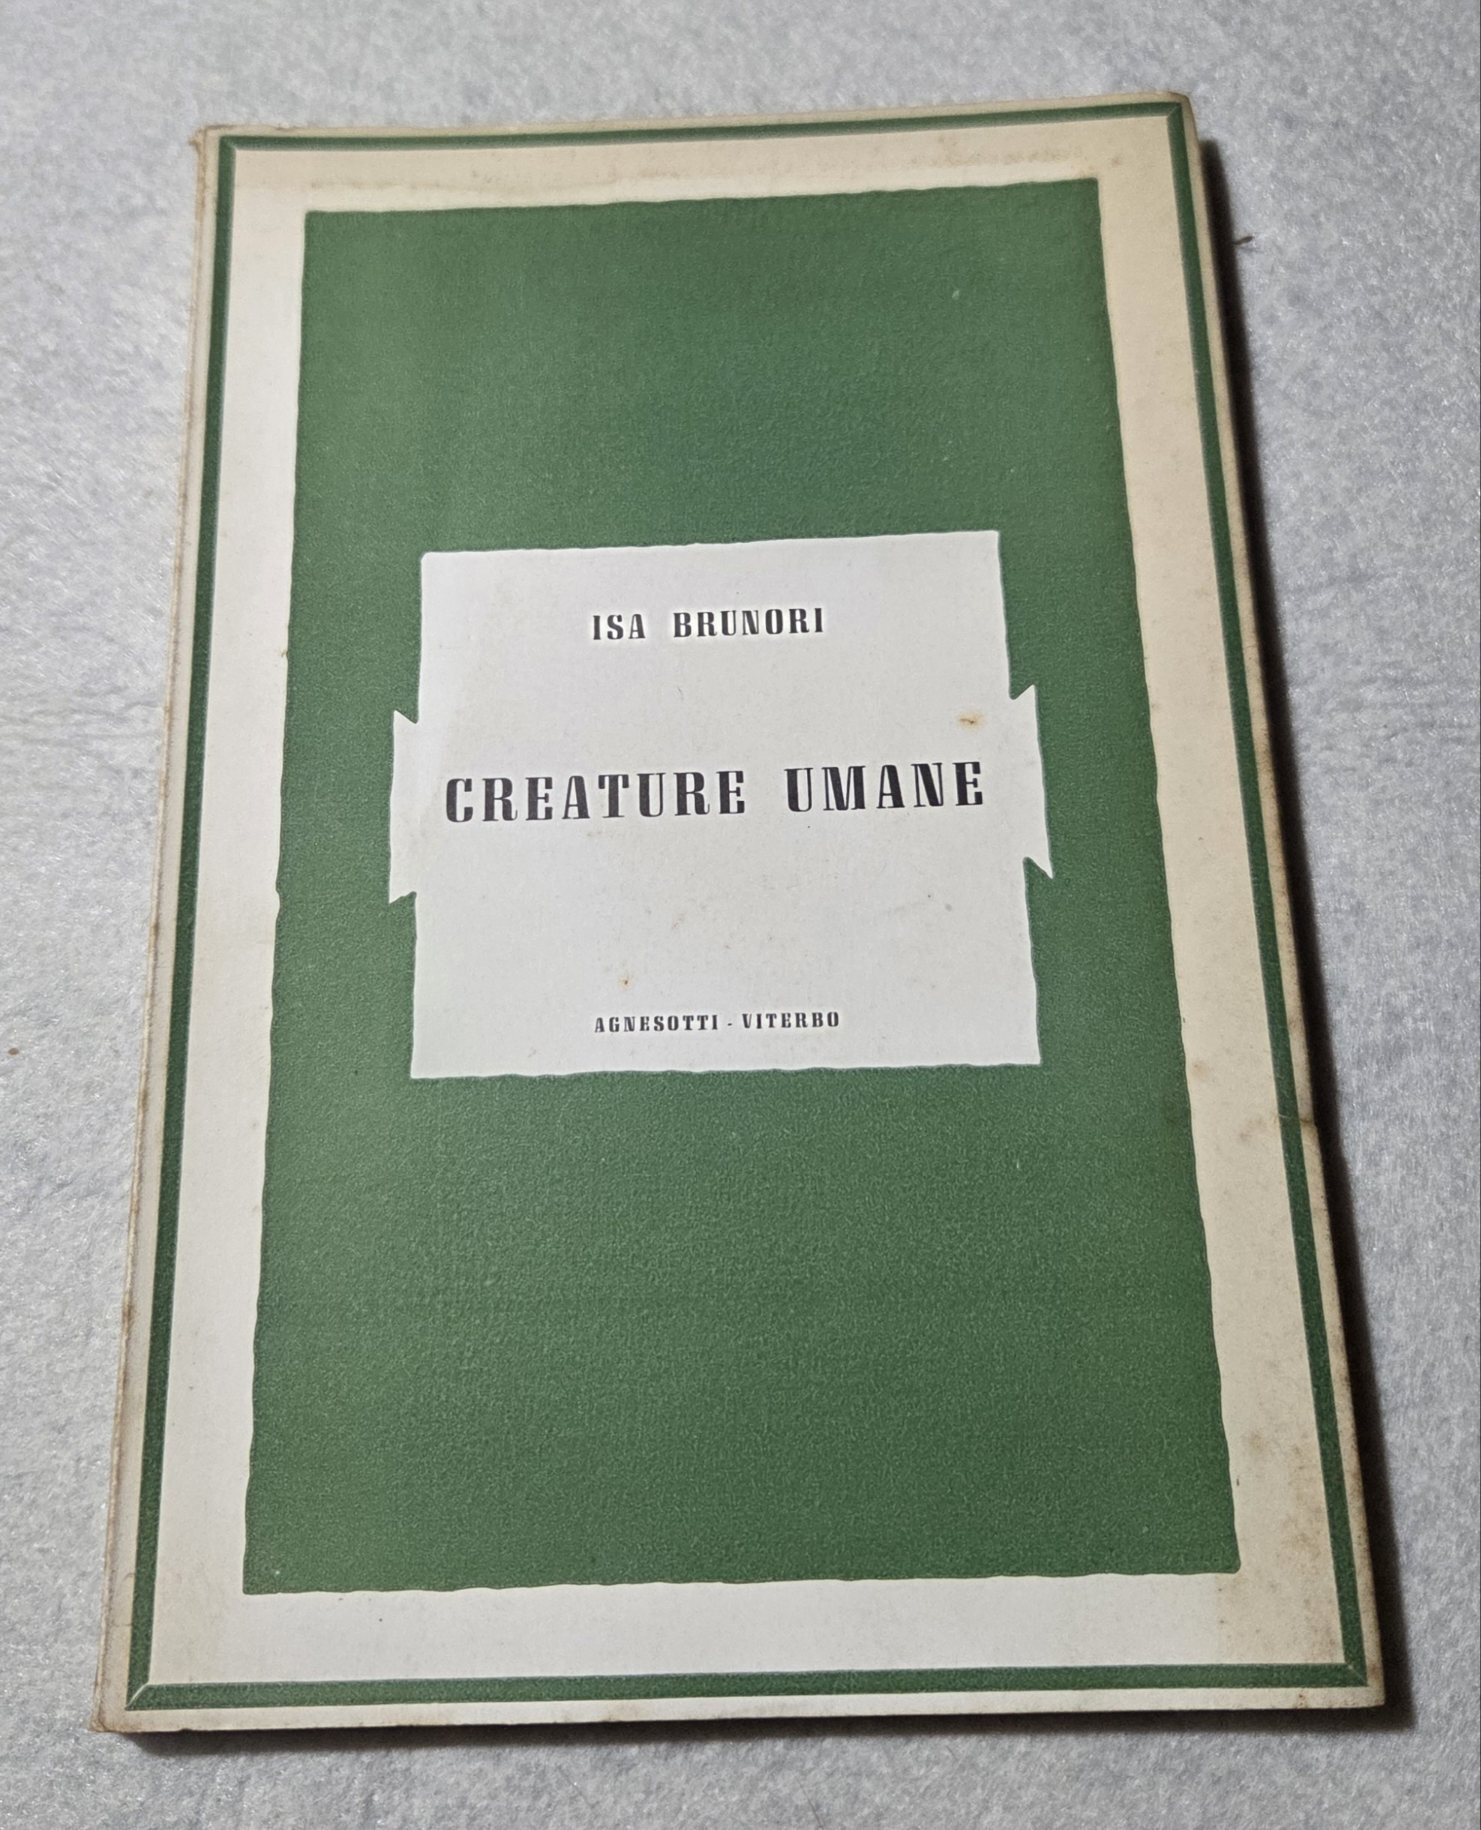 ISA BRUNORI
CREATURE UMANE
AGNESOTTI - VITERBO